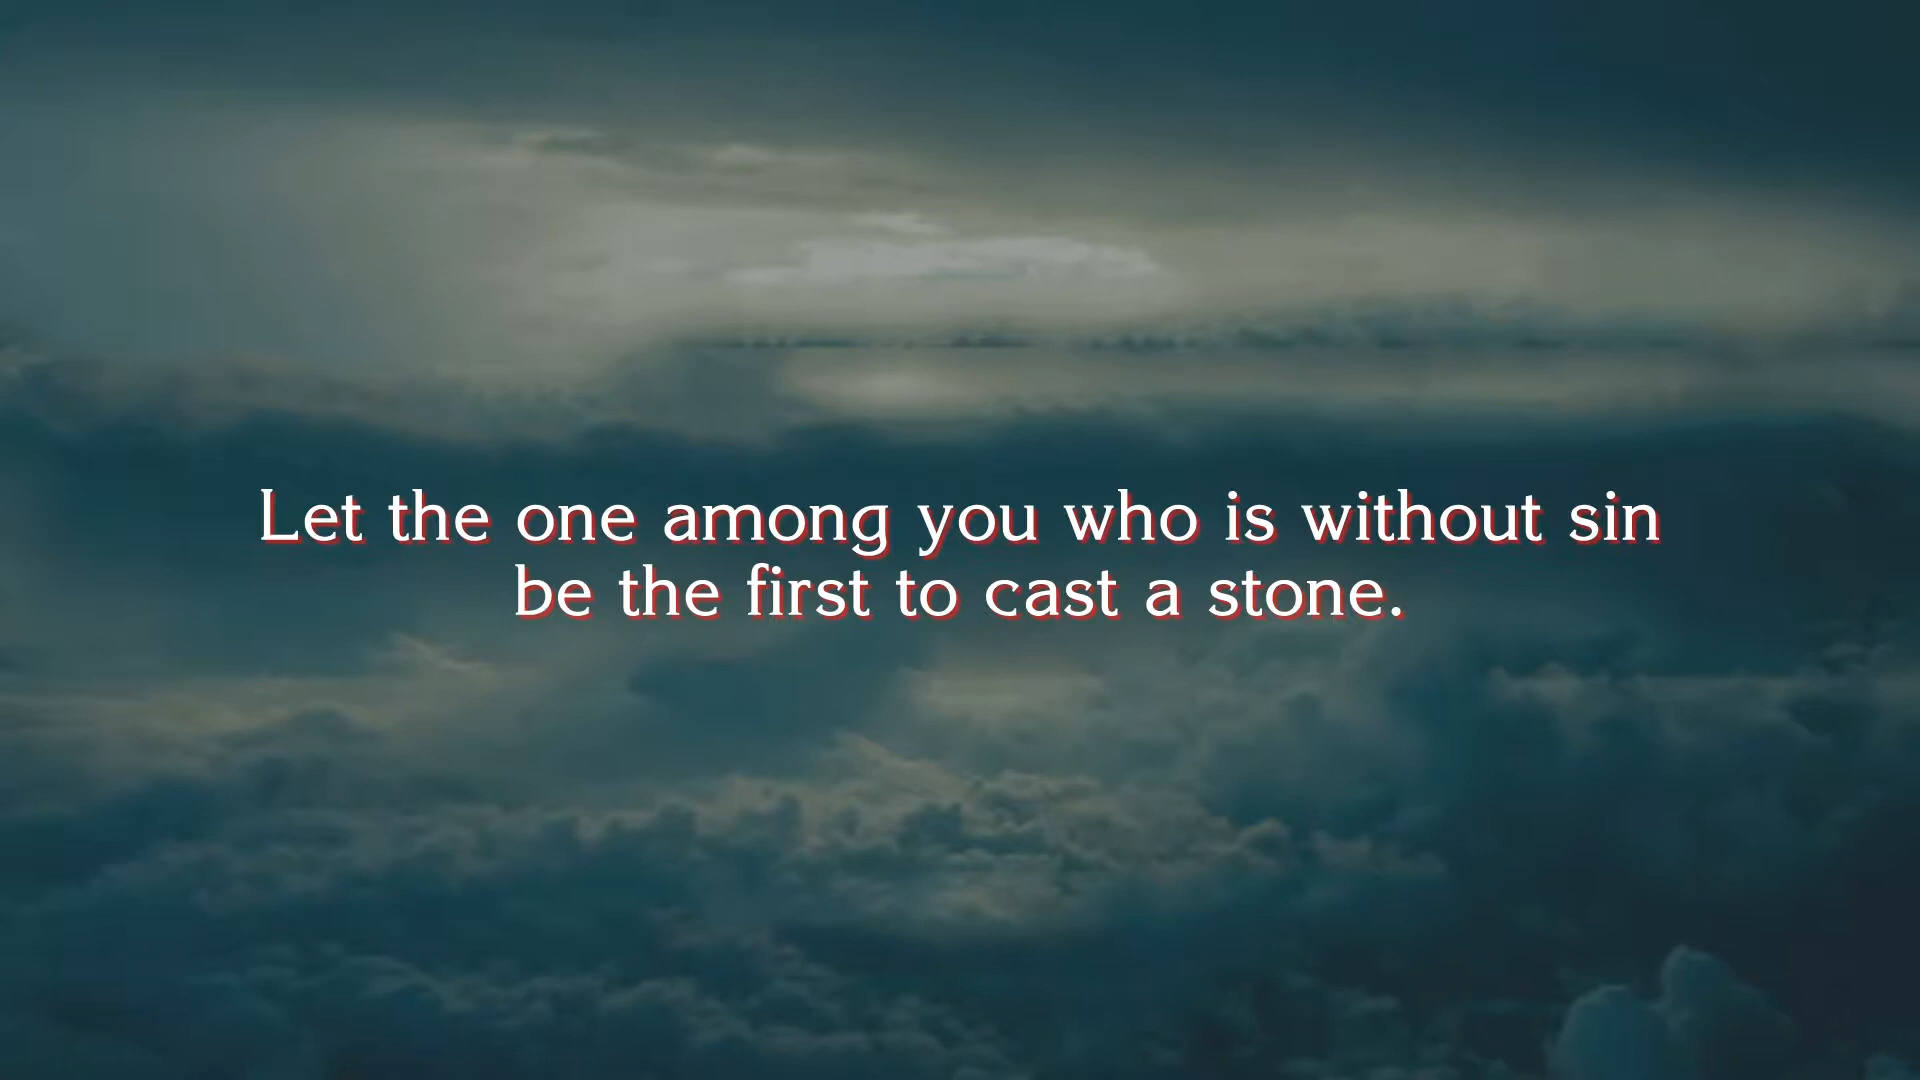 Let the one among you who is without sin
be the first to cast a stone.